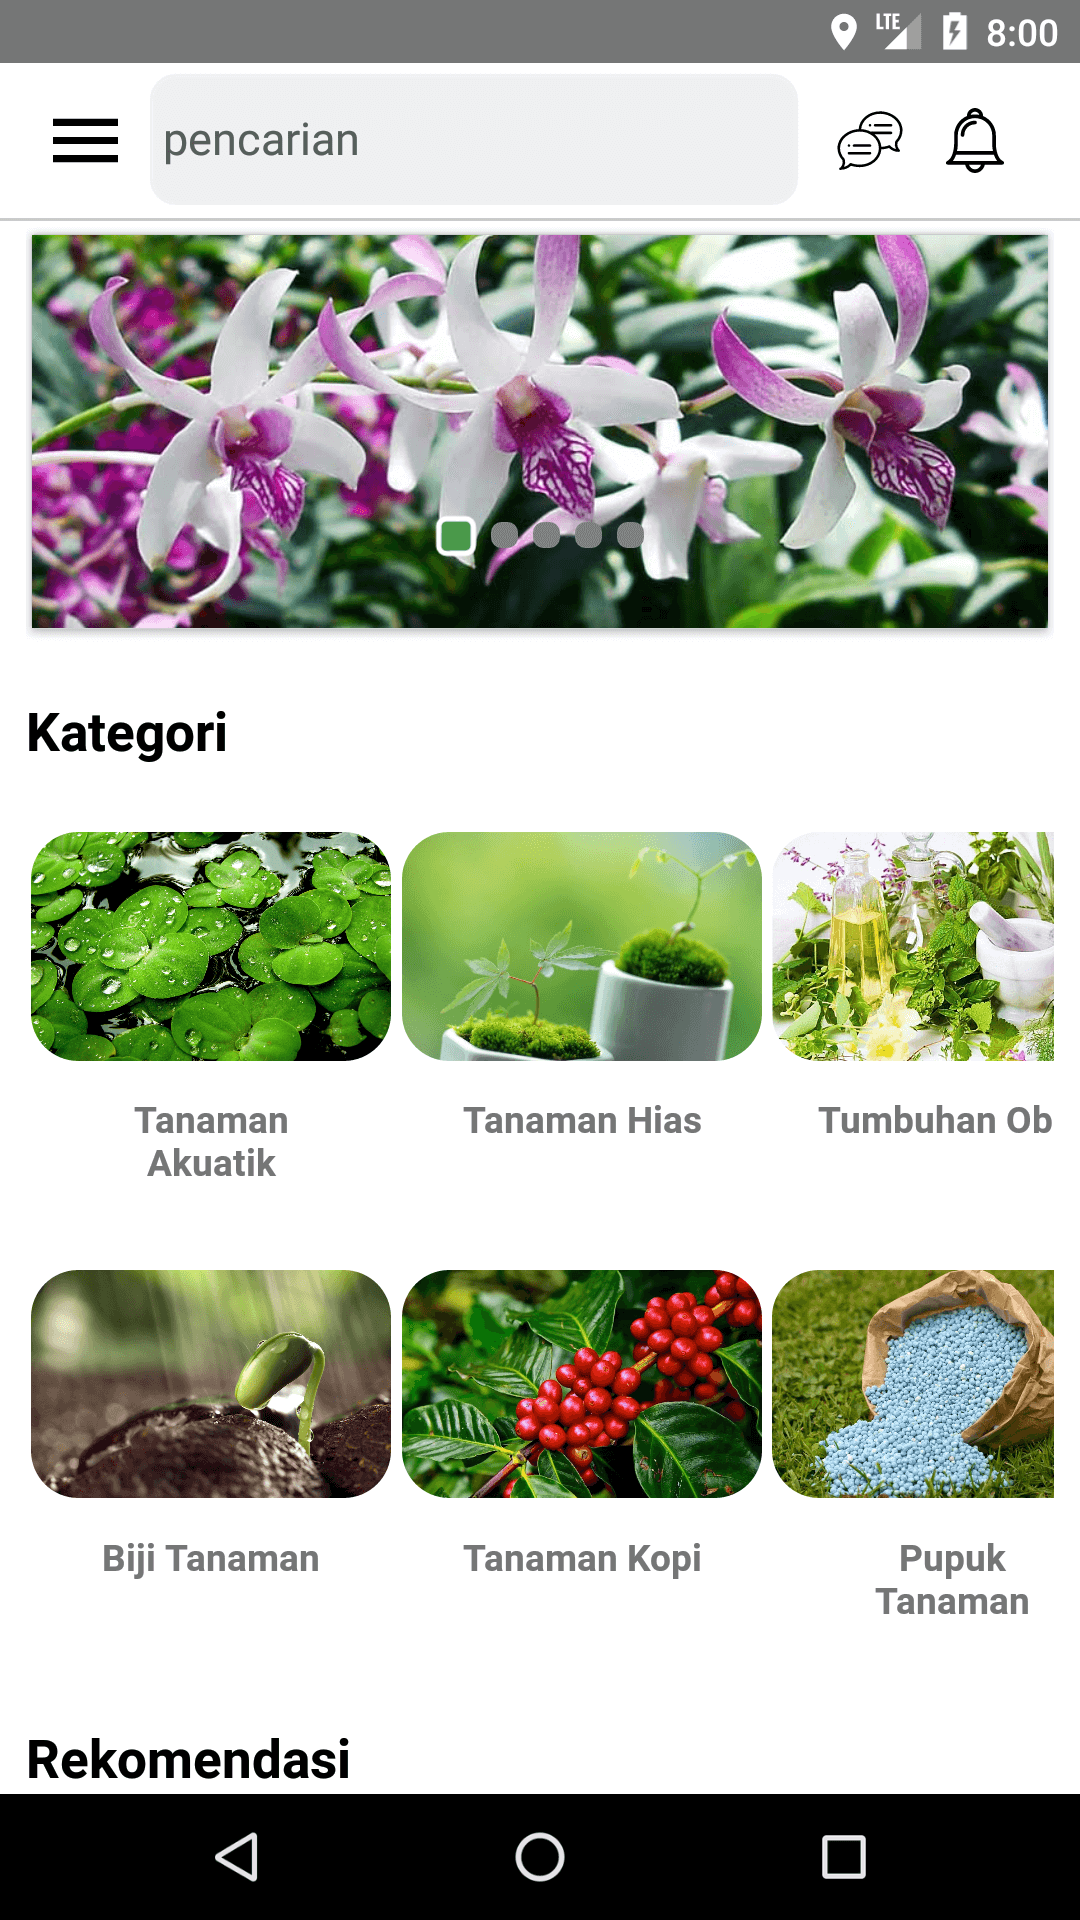 LTE 8:00
pencarian
Kategori
Tanaman
Akuatik
Tanaman Hias
Tumbuhan Ob
Biji Tanaman
Tanaman Kopi
Pupuk
Tanaman
Rekomendasi